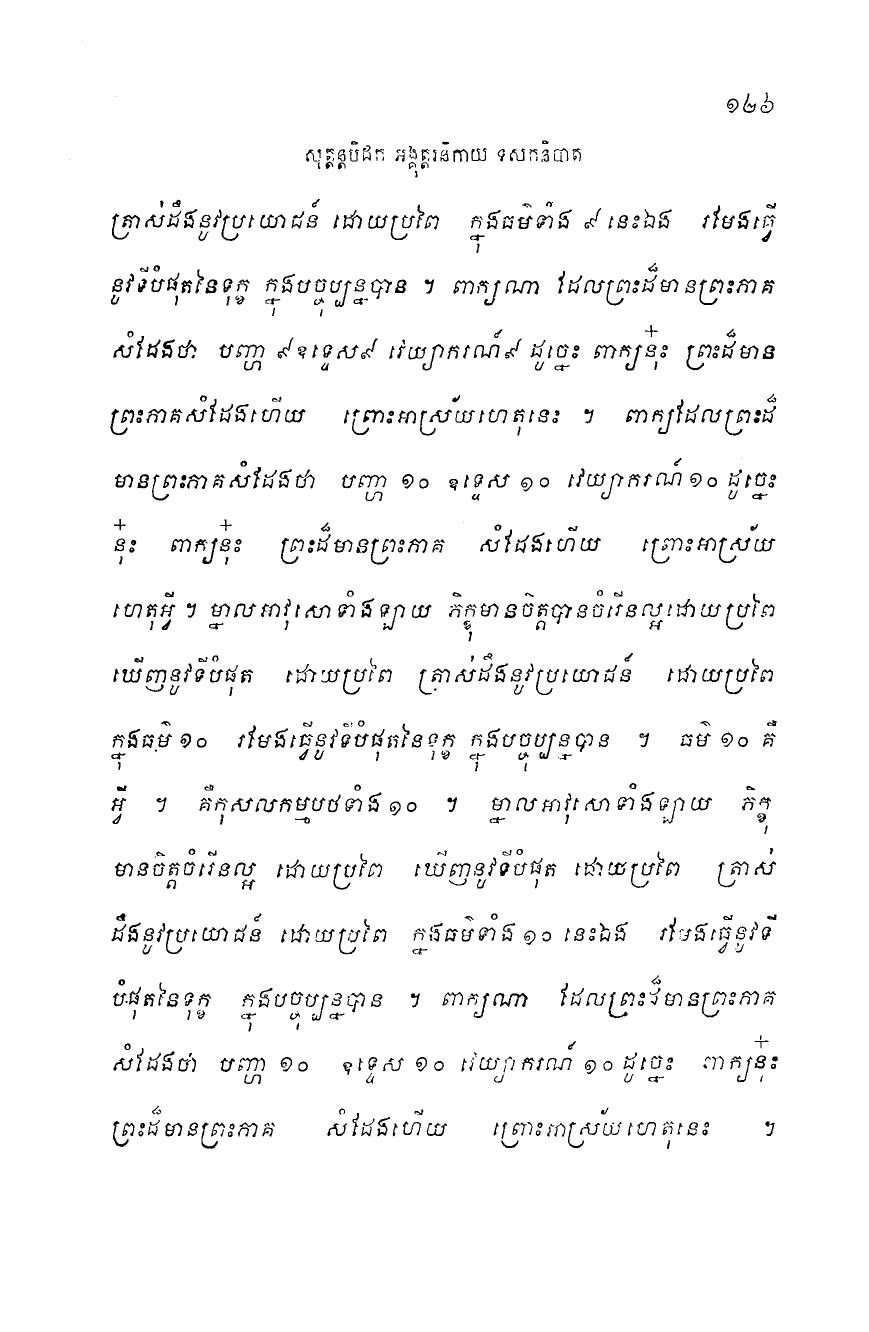 ១២៦
សុត្តន្តបិដក អង្គុត្តរនិកាយ ទសកនិបាត
ត្រាស់ដឹងនូវប្រយោជន៍ ដោយប្រពៃ ក្នុងធម៌ទាំង ៩ នេះឯង រមែងធ្វើ
នូវទីបំផុតនៃទុក្ខ ក្នុងបច្ចុប្បន្នបាន ។ ពាក្យណា ដែលព្រះដ៏មានព្រះភាគ
សំដែងថា បញ្ហា ៩ ឧទ្ទេស ៩ វេយ្យាករណ៍ ៩ ដូច្នេះ ពាក្យនុ៎ះ ព្រះដ៏មាន
ព្រះភាគសំដែងហើយ ព្រោះអាស្រ័យហេតុនេះ ។ ពាក្យដែលព្រះដ៏
មានព្រះភាគសំដែងថា បញ្ហា ១០ ឧទ្ទេស ១០ វេយ្យាករណ៍ ១០ ដូច្នេះ
នុ៎ះ ពាក្យនុ៎ះ ព្រះដ៏មានព្រះភាគ សំដែងហើយ ព្រោះអាស្រ័យ
ហេតុអ្វី ។ ម្នាលអាវុសោទាំងឡាយ ភិក្ខុមានចិត្តបានចំរើនល្អដោយប្រពៃ
ឃើញនូវទីបំផុត ដោយប្រពៃ ត្រាស់ដឹងនូវប្រយោជន៍ ដោយប្រពៃ
ក្នុងធម៌ ១០ រមែងធ្វើនូវទីបំផុតនៃទុក្ខ ក្នុងបច្ចុប្បន្នបាន ។ ធម៌ ១០ គឺ
អ្វី ។ គឺកុសលកម្មបថទាំង ១០ ។ ម្នាលអាវុសោទាំងឡាយ ភិក្ខុ
មានចិត្តចំរើនល្អ ដោយប្រពៃ ឃើញនូវទីបំផុត ដោយប្រពៃ ត្រាស់
ដឹងនូវប្រយោជន៍ ដោយប្រពៃ ក្នុងធម៌ទាំង ១០ នេះឯង រមែងធ្វើនូវទី
បំផុតនៃទុក្ខ ក្នុងបច្ចុប្បន្នបាន ។ ពាក្យណា ដែលព្រះដ៏មានព្រះភាគ
សំដែងថា បញ្ហា ១០ ឧទ្ទេស ១០ វេយ្យាករណ៍ ១០ ដូច្នេះ ពាក្យនុ៎ះ
ព្រះដ៏មានព្រះភាគ សំដែងហើយ ព្រោះអាស្រ័យហេតុនេះ ។